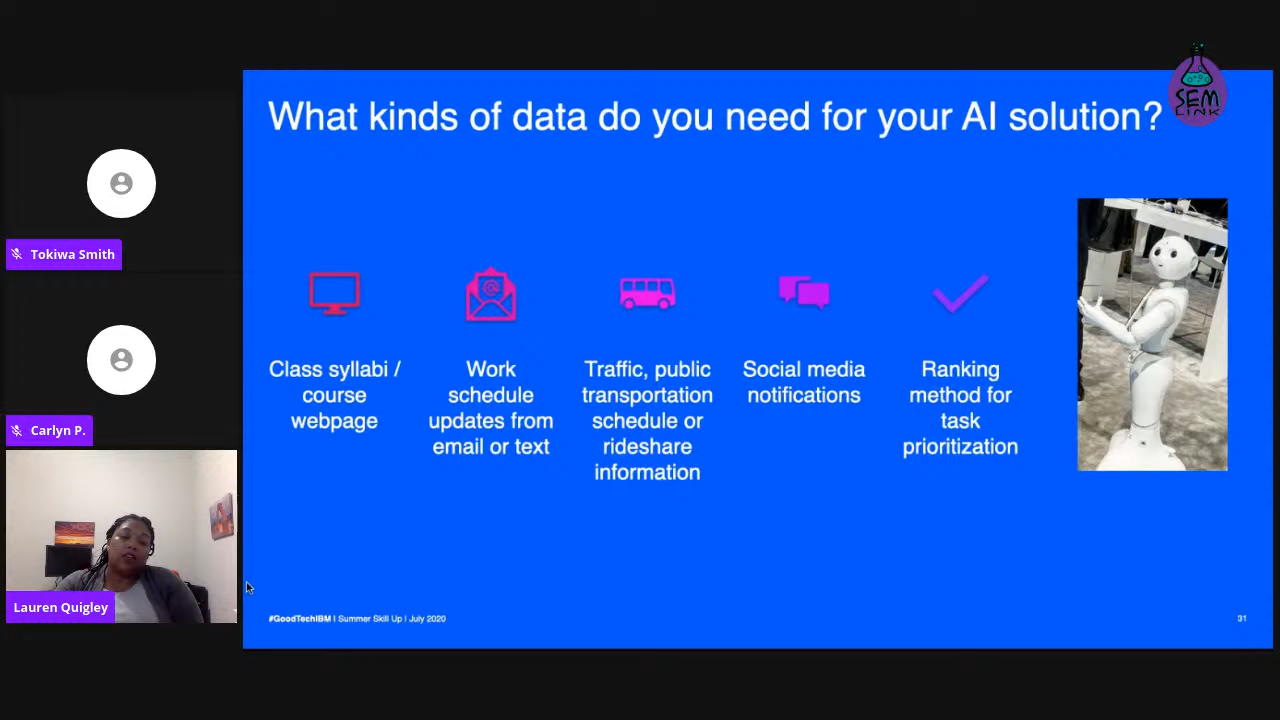 What kinds of data do you need for your AI solution?
SEM
LINK
Tokiwa Smith
Carlyn P.
Lauren Quigley
Class syllabi /
course
webpage
Work
schedule
updates from
email or text
Traffic, public
transportation
schedule or
rideshare
information
Social media
notifications
Ranking
method for
task
prioritization
#GoodTechIBM | Summer Skill Up | July 2020
31